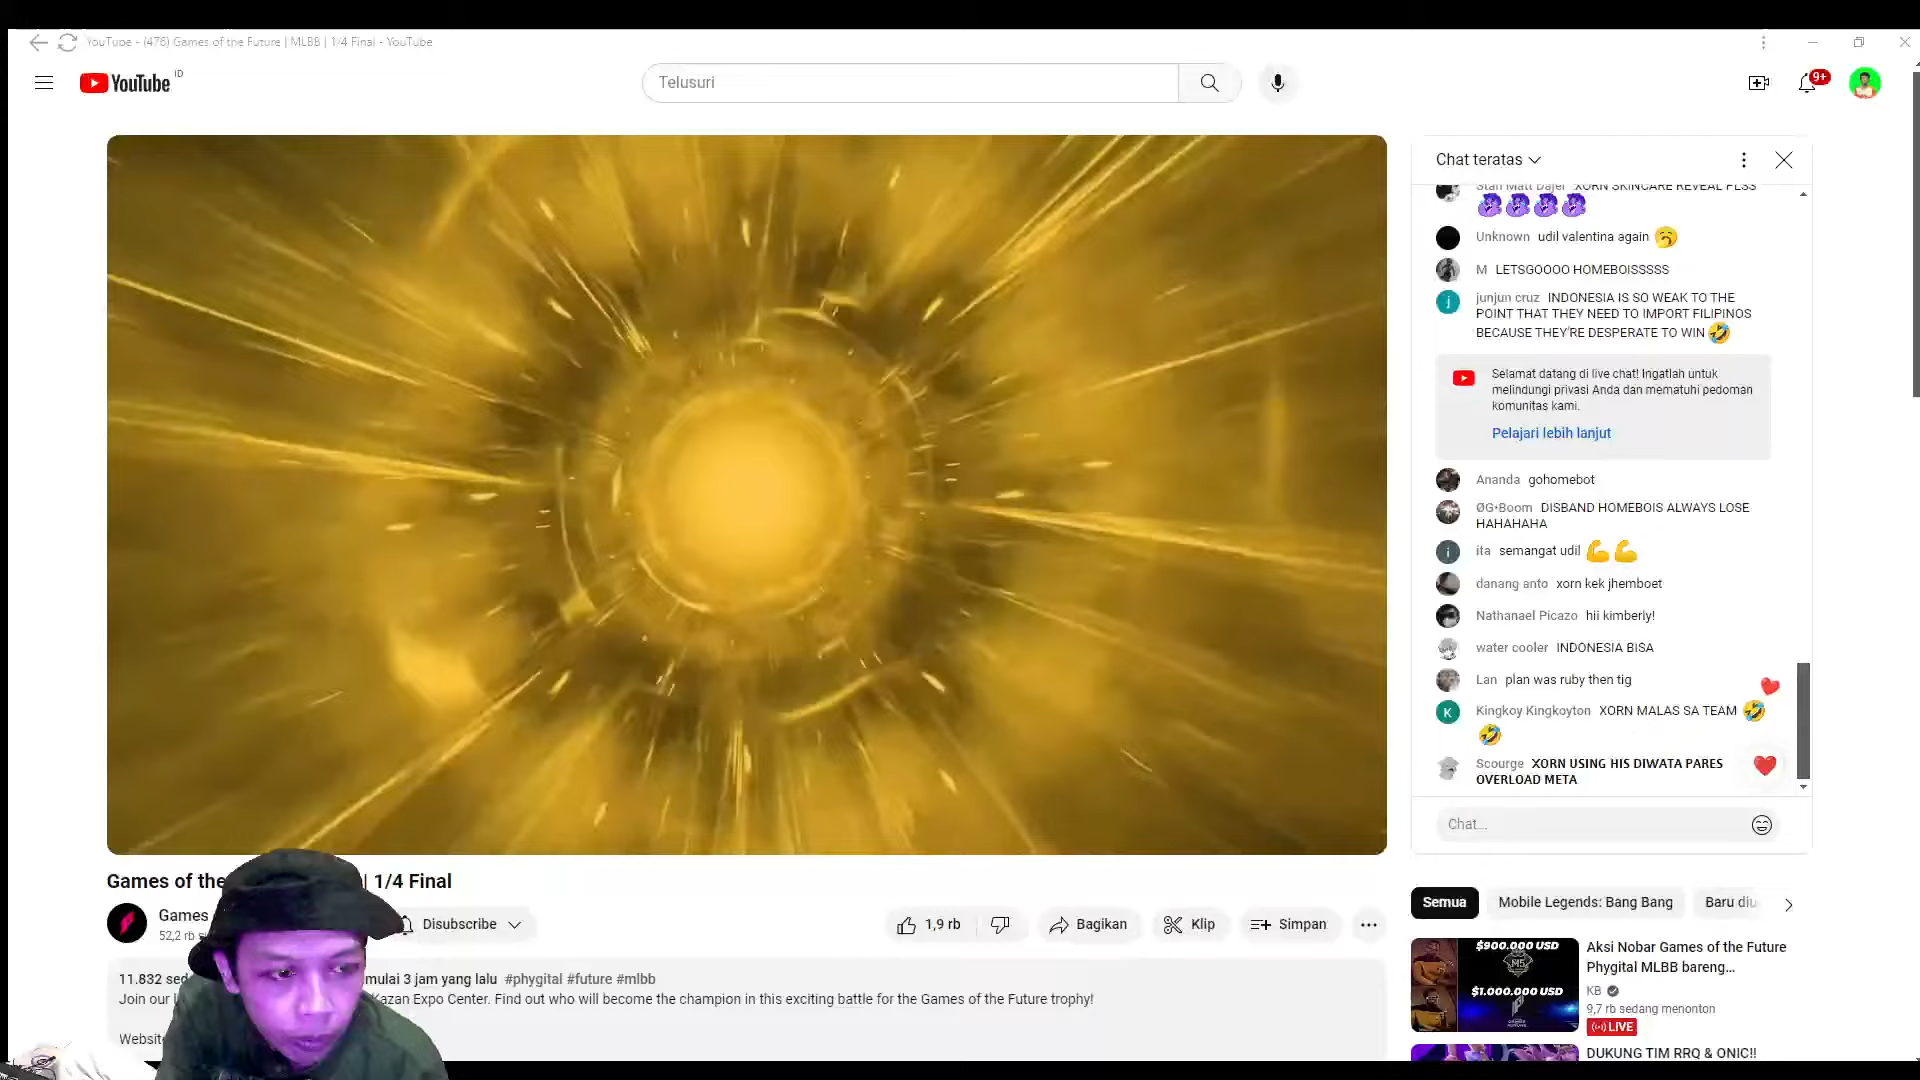 YouTube - (476) Games of the Future | MLBB | 1/4 Final - YouTube
YouTube ID
Telusuri
9+
Chat teratas
Stan Matt Dajer XORN SKINCARE REVEAL PLSS
Unknown udil valentina again 🥱
M LETSGOOOO HOMEBOISSSSS
junjun cruz INDONESIA IS SO WEAK TO THE
POINT THAT THEY NEED TO IMPORT FILIPINOS
BECAUSE THEY'RE DESPERATE TO WIN 🤣
Selamat datang di live chat! Ingatlah untuk
melindungi privasi Anda dan mematuhi pedoman
komunitas kami.
Pelajari lebih lanjut
Ananda gohomebot
ØG•Boom DISBAND HOMEBOIS ALWAYS LOSE
HAHAHAHA
ita semangat udil 💪💪
danang anto xorn kek jhemboet
Nathanael Picazo hii kimberly!
water cooler INDONESIA BISA
Lan plan was ruby then tig
Kingkoy Kingkoyton XORN MALAS SA TEAM 🤣
🤣
Scourge XORN USING HIS DIWATA PARES
OVERLOAD META
Chat...
Games of the | 1/4 Final
Games
52,2 rb
Disubscribe
1,9 rb
Bagikan
Klip
Simpan
11.832 sed mulai 3 jam yang lalu #phygital #future #mlbb
Join our Kazan Expo Center. Find out who will become the champion in this exciting battle for the Games of the Future trophy!
Website
Semua
Mobile Legends: Bang Bang
Baru diu
$900.000 USD
M5
$1.000.000 USD
Aksi Nobar Games of the Future
Phygital MLBB bareng…
KB
9,7 rb sedang menonton
LIVE
DUKUNG TIM RRQ & ONIC!!